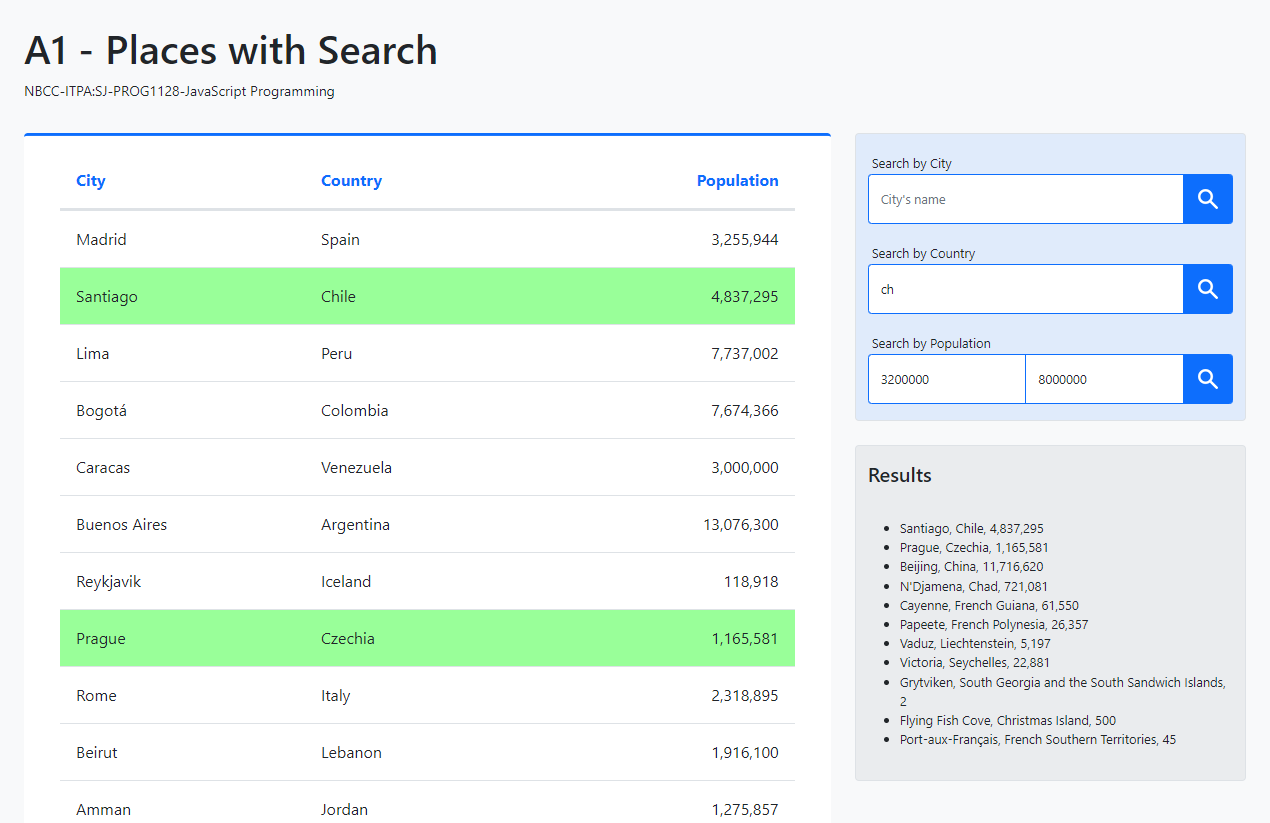 A1 - Places with Search
NBCC-ITPA:SJ-PROG1128-JavaScript Programming
City Country Population
Madrid Spain 3,255,944
Santiago Chile 4,837,295
Lima Peru 7,737,002
Bogotá Colombia 7,674,366
Caracas Venezuela 3,000,000
Buenos Aires Argentina 13,076,300
Reykjavik Iceland 118,918
Prague Czechia 1,165,581
Rome Italy 2,318,895
Beirut Lebanon 1,916,100
Amman Jordan 1,275,857
Search by City
City's name
Search by Country
ch
Search by Population
3200000 8000000
Results
Santiago, Chile, 4,837,295
Prague, Czechia, 1,165,581
Beijing, China, 11,716,620
N'Djamena, Chad, 721,081
Cayenne, French Guiana, 61,550
Papeete, French Polynesia, 26,357
Vaduz, Liechtenstein, 5,197
Victoria, Seychelles, 22,881
Grytviken, South Georgia and the South Sandwich Islands,
2
Flying Fish Cove, Christmas Island, 500
Port-aux-Français, French Southern Territories, 45